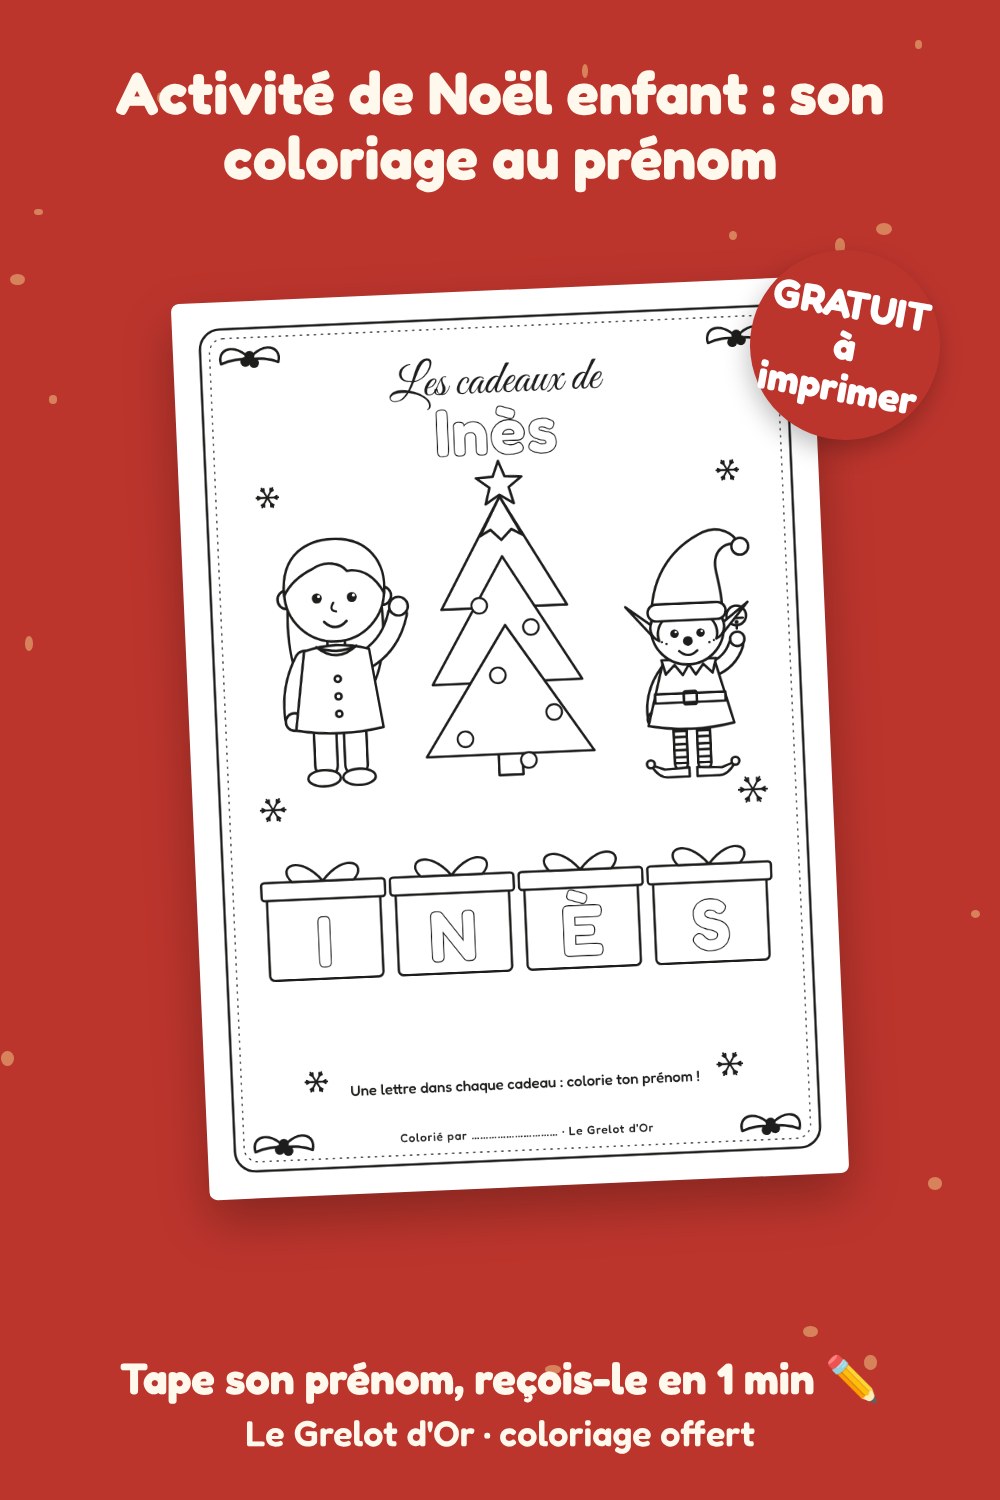 Activité de Noël enfant : son
coloriage au prénom
GRATUIT
à
imprimer
Les cadeaux de
Inès
I N È S
Une lettre dans chaque cadeau : colorie ton prénom !
Colorié par .............................. · Le Grelot d'Or
Tape son prénom, reçois-le en 1 min ✏️
Le Grelot d'Or · coloriage offert